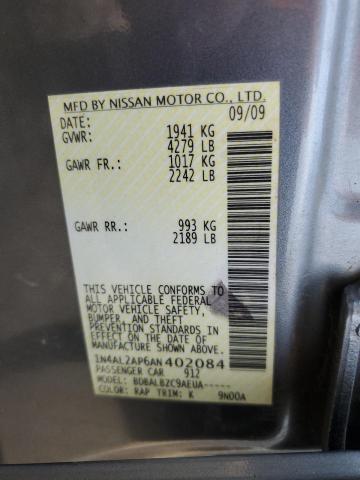 MFD BY NISSAN MOTOR CO., LTD.
DATE: 09/09
GVWR: 1941 KG
4279 LB
GAWR FR.: 1017 KG
2242 LB
GAWR RR.: 993 KG
2189 LB
THIS VEHICLE CONFORMS TO
ALL APPLICABLE FEDERAL
MOTOR VEHICLE SAFETY,
BUMPER, AND THEFT
STANDARDS IN EFFECT
ON THE DATE OF
MANUFACTURE SHOWN ABOVE.
1N4AL2AP6AN402084
PASSENGER CAR 912
MODEL: BDBALBZC9AEUA-----
COLOR: RAP TRIM: K 9N00A